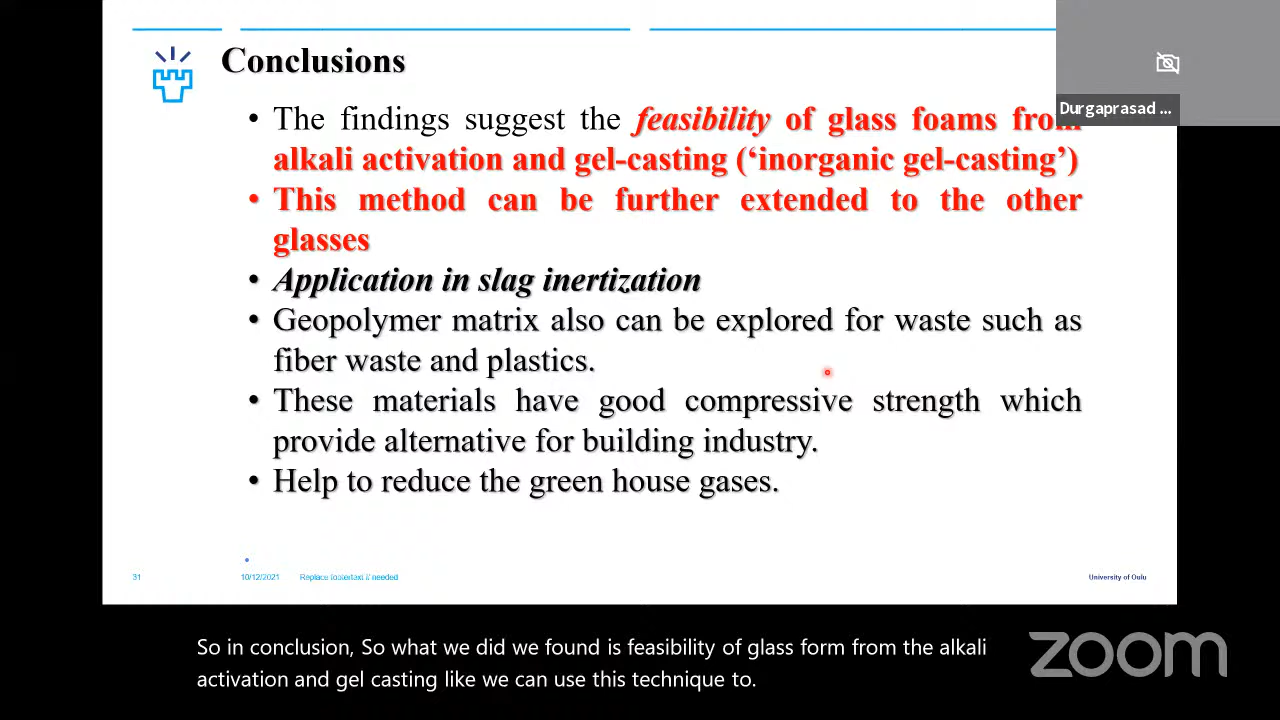 Conclusions
Durgaprasad ...
• The findings suggest the feasibility of glass foams from
alkali activation and gel-casting (‘inorganic gel-casting’)
• This method can be further extended to the other
glasses
• Application in slag inertization
• Geopolymer matrix also can be explored for waste such as
fiber waste and plastics.
• These materials have good compressive strength which
provide alternative for building industry.
• Help to reduce the green house gases.
•
31 10/12/2021 Replace footertext if needed University of Oulu
So in conclusion, So what we did we found is feasibility of glass form from the alkali
activation and gel casting like we can use this technique to.
zoom